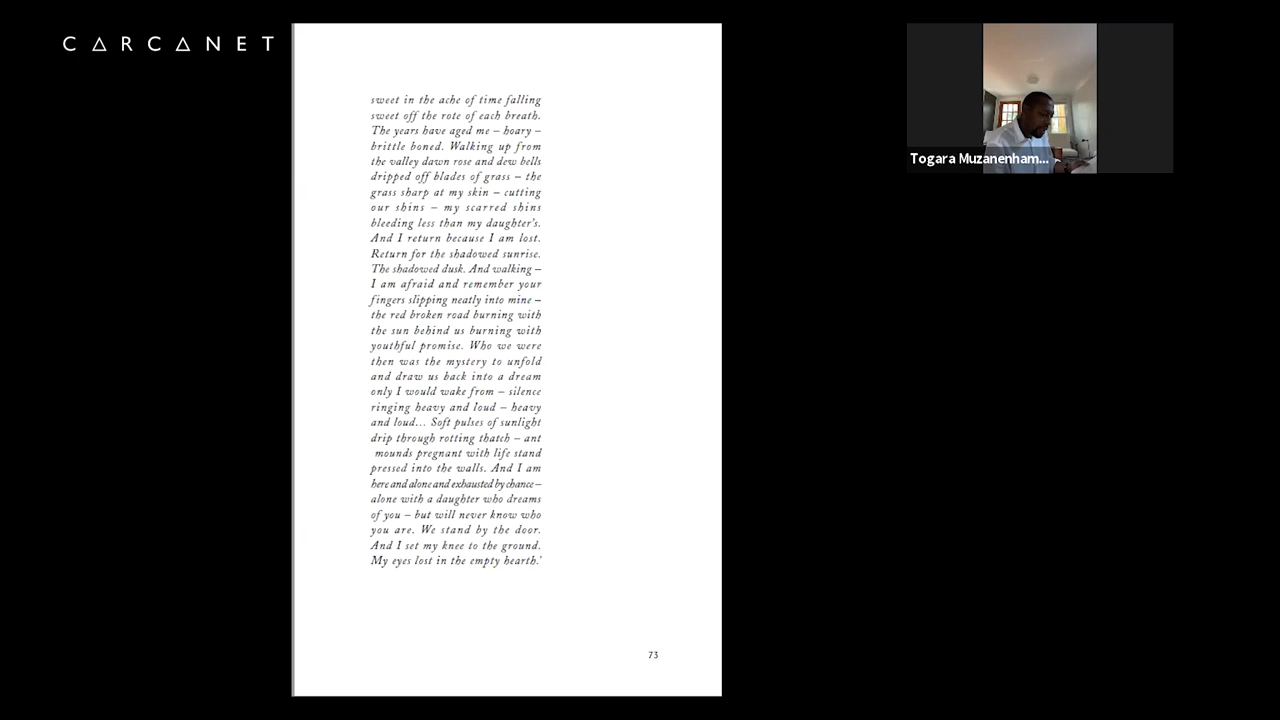 CARCANET
sweet in the ache of time falling
sweet off the rote of each breath.
The years have aged me – hoary –
brittle boned. Walking up from
the valley dawn rose and dew bells
dripped off blades of grass – the
grass sharp at my skin – cutting
our shins – my scarred shins
bleeding less than my daughter's.
And I return because I am lost.
Return for the shadowed sunrise.
The shadowed dusk. And walking –
I am afraid and remember your
fingers slipping neatly into mine –
the red broken road burning with
the sun behind us burning with
youthful promise. Who we were
then was the mystery to unfold
and draw us back into a dream
only I would wake from – silence
ringing heavy and loud – heavy
and loud… Soft pulses of sunlight
drip through rotting thatch – ant
mounds pregnant with life stand
pressed into the walls. And I am
here and alone and exhausted by chance –
alone with a daughter who dreams
of you – but will never know who
you are. We stand by the door.
And I set my knee to the ground.
My eyes lost in the empty hearth.'
73
Togara Muzanenham...